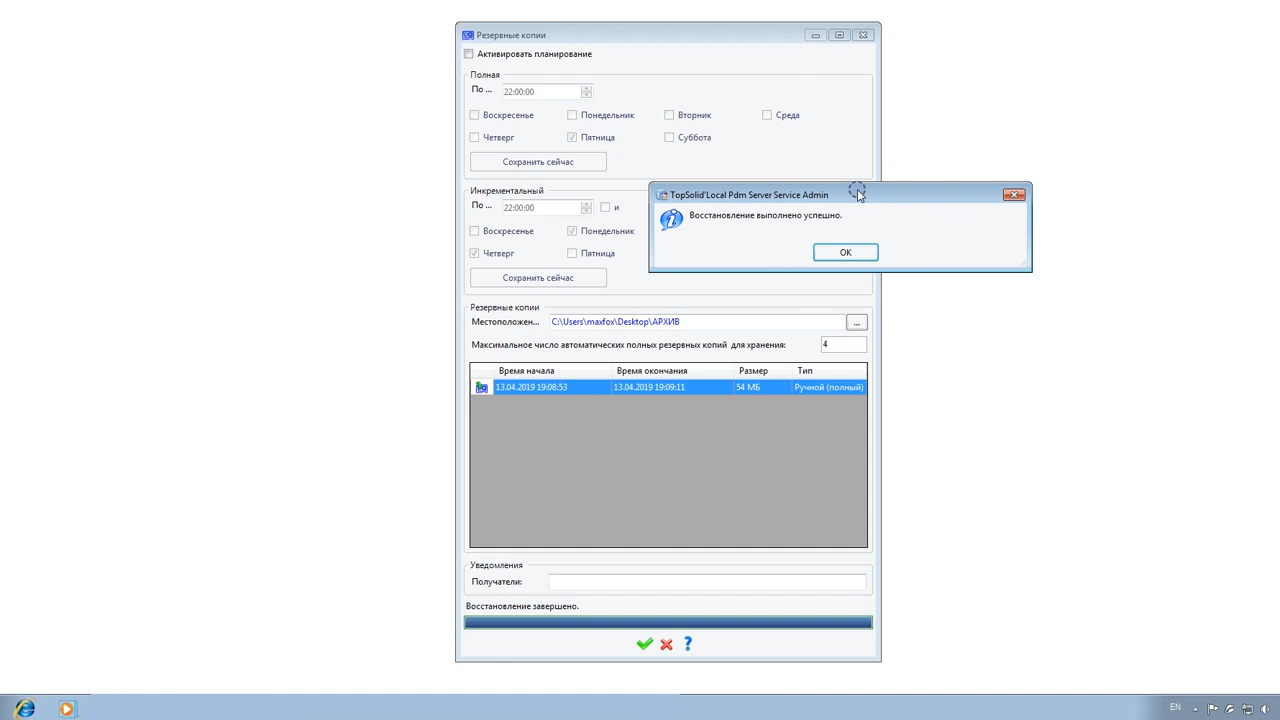 Резервные копии
Активировать планирование
Полная
По ...
22:00:00
Воскресенье Понедельник Вторник Среда
Четверг Пятница Суббота
Сохранить сейчас
Инкрементальный
По ...
22:00:00
и
Воскресенье Понедельник
Четверг Пятница
Сохранить сейчас
TopSolid'Local Pdm Server Service Admin
Восстановление выполнено успешно.
OK
Резервные копии
Местоположен... C:\Users\maxfox\Desktop\АРХИВ ...
Максимальное число автоматических полных резервных копий для хранения: 4
Время начала Время окончания Размер Тип
13.04.2019 19:08:53 13.04.2019 19:09:11 54 МБ Ручной (полный)
Уведомления
Получатели:
Восстановление завершено.
EN